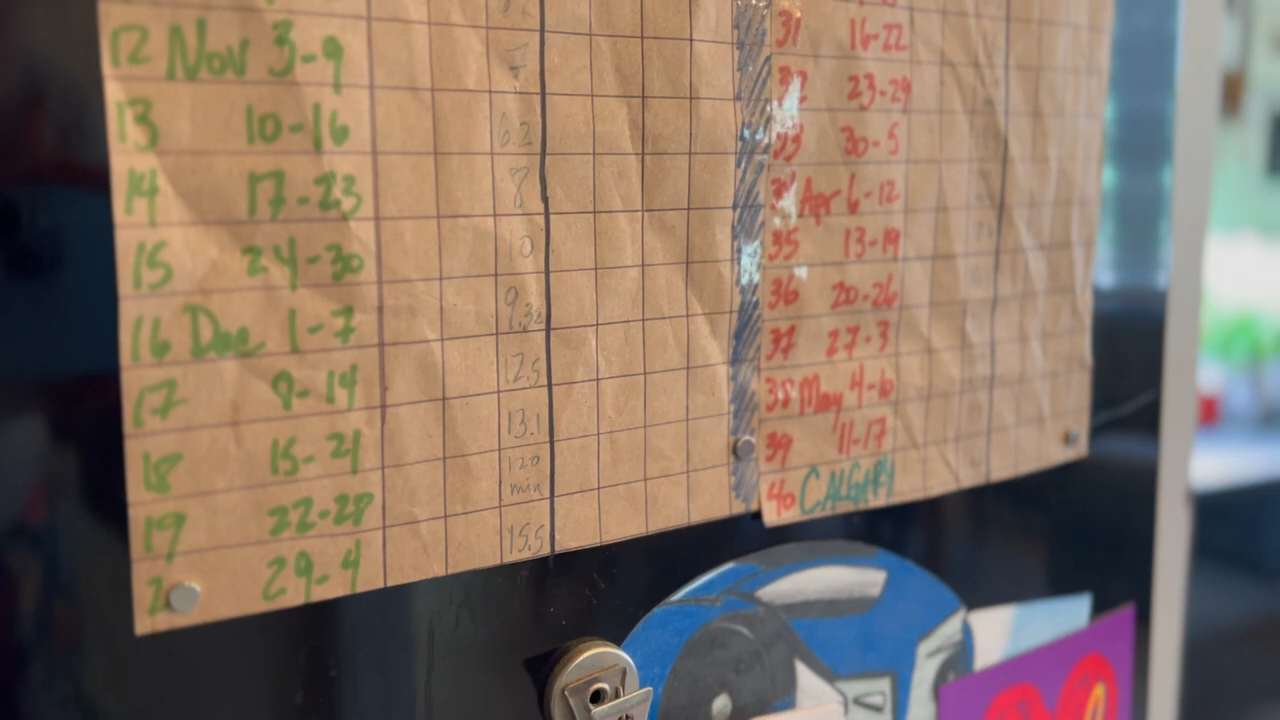 12 Nov 3-9 7
13 10-16 6.2
14 17-23 8
15 24-30 10
16 Dec 1-7 9.32
17 8-14 12.5
18 15-21 13.1
19 22-28 120 min
29-4 15.5
31 16-22
32 23-29
33 30-5
34 Apr 6-12
35 13-19
36 20-26
37 27-3
38 May 4-10
39 11-17
40 CALGARY